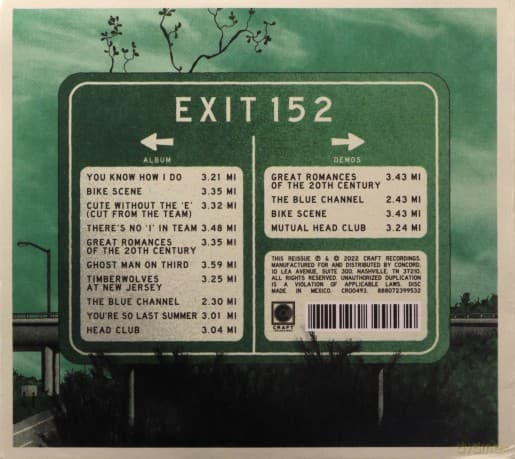 EXIT 152
ALBUM
YOU KNOW HOW I DO 3.21 MI
BIKE SCENE 3.35 MI
CUTE WITHOUT THE 'E' 3.32 MI
(CUT FROM THE TEAM)
THERE'S NO 'I' IN TEAM 3.48 MI
GREAT ROMANCES 3.35 MI
OF THE 20TH CENTURY
GHOST MAN ON THIRD 3.59 MI
TIMBERWOLVES 3.25 MI
AT NEW JERSEY
THE BLUE CHANNEL 2.30 MI
YOU'RE SO LAST SUMMER 3.01 MI
HEAD CLUB 3.04 MI
DEMOS
GREAT ROMANCES 3.43 MI
OF THE 20TH CENTURY
THE BLUE CHANNEL 2.43 MI
BIKE SCENE 3.43 MI
MUTUAL HEAD CLUB 3.24 MI
THIS REISSUE ℗ & © 2022 CRAFT RECORDINGS.
MANUFACTURED FOR AND DISTRIBUTED BY CONCORD,
10 LEA AVENUE, SUITE 300, NASHVILLE, TN 37210.
ALL RIGHTS RESERVED. UNAUTHORIZED DUPLICATION
IS A VIOLATION OF APPLICABLE LAWS. DISC
MADE IN MEXICO. CR00493. 888072399532
CRAFT